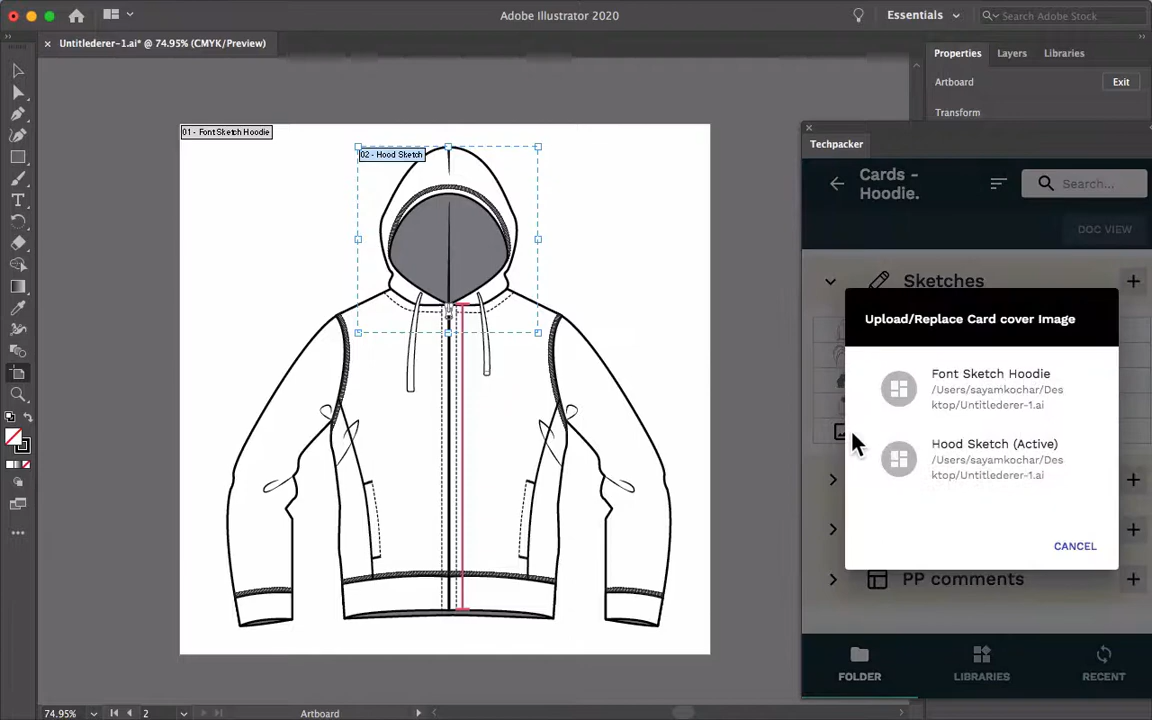 Adobe Illustrator 2020
Essentials
Search Adobe Stock
Untitlederer-1.ai* @ 74.95% (CMYK/Preview)
Properties
Layers
Libraries
Artboard
Exit
Transform
01 - Font Sketch Hoodie
02 - Hood Sketch
Techpacker
Cards -
Hoodie.
Search...
DOC VIEW
Sketches
Upload/Replace Card cover Image
Font Sketch Hoodie
/Users/sayamkochar/Des
ktop/Untitlederer-1.ai
Hood Sketch (Active)
/Users/sayamkochar/Des
ktop/Untitlederer-1.ai
CANCEL
PP comments
FOLDER
LIBRARIES
RECENT
74.95%
2
Artboard